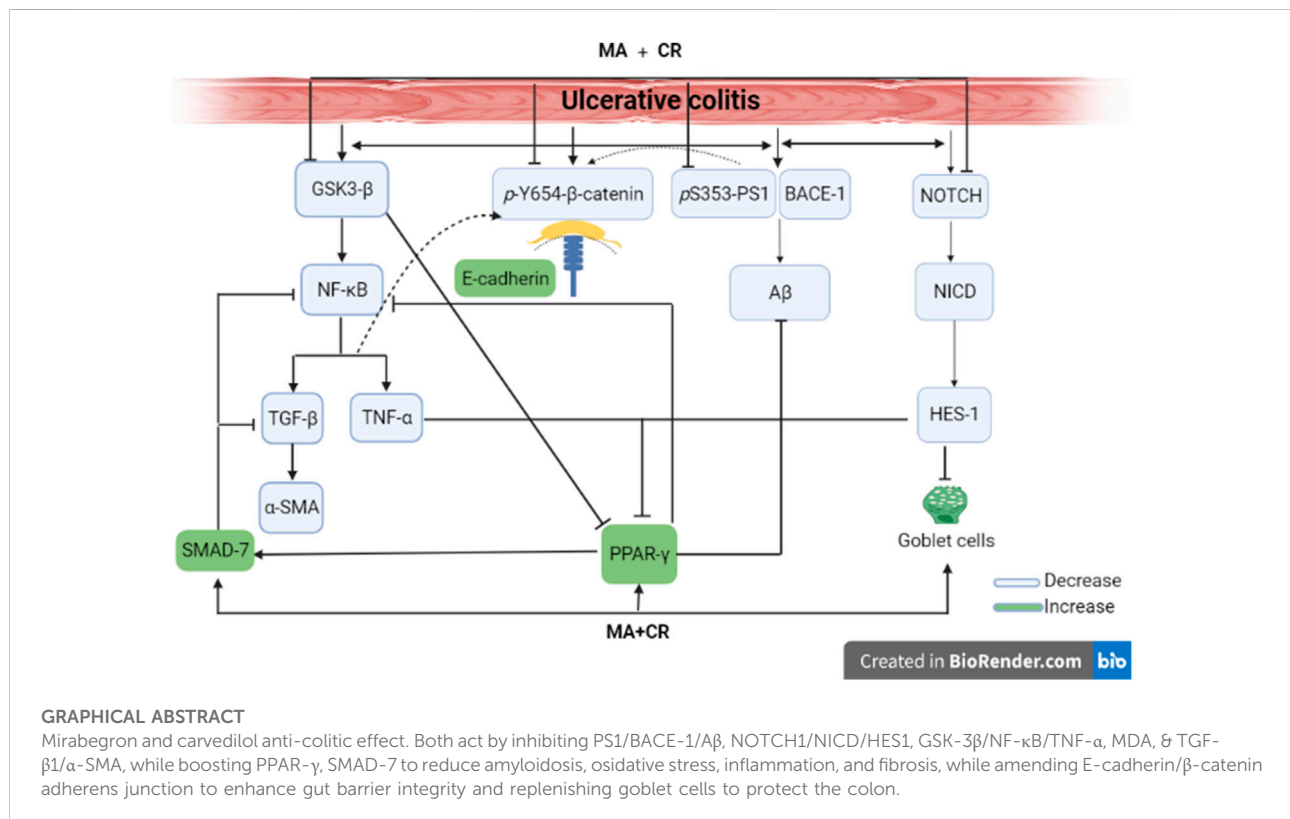 MA + CR
Ulcerative colitis
GSK3-β
p-Y654-β-catenin
pS353-PS1
BACE-1
NOTCH
E-cadherin
NF-κB
Aβ
NICD
TGF-β
TNF-α
HES-1
α-SMA
SMAD-7
PPAR-γ
Goblet cells
Decrease
Increase
MA+CR
Created in BioRender.com bio
GRAPHICAL ABSTRACT
Mirabegron and carvedilol anti-colitic effect. Both act by inhibiting PS1/BACE-1/Aβ, NOTCH1/NICD/HES1, GSK-3β/NF-κB/TNF-α, MDA, & TGF-
β1/α-SMA, while boosting PPAR-γ, SMAD-7 to reduce amyloidosis, osidative stress, inflammation, and fibrosis, while amending E-cadherin/β-catenin
adherens junction to enhance gut barrier integrity and replenishing goblet cells to protect the colon.